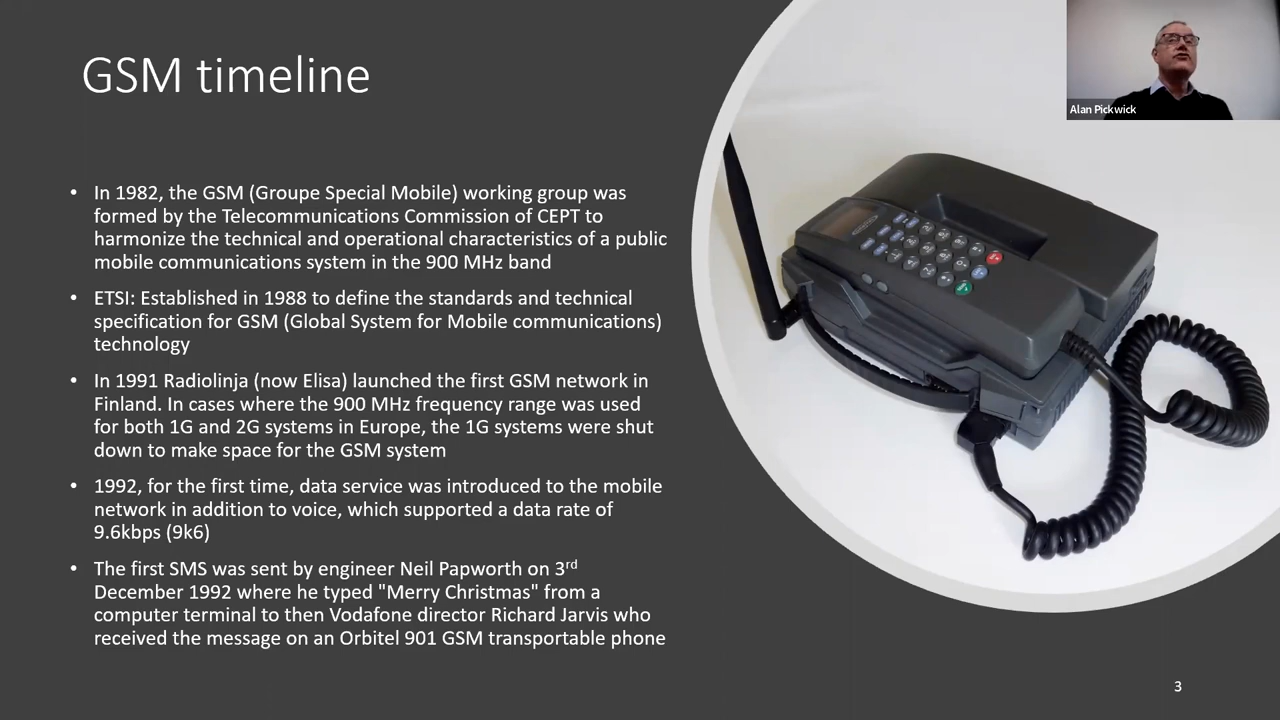 GSM timeline
Alan Pickwick
• In 1982, the GSM (Groupe Special Mobile) working group was
formed by the Telecommunications Commission of CEPT to
harmonize the technical and operational characteristics of a public
mobile communications system in the 900 MHz band
• ETSI: Established in 1988 to define the standards and technical
specification for GSM (Global System for Mobile communications)
technology
• In 1991 Radiolinja (now Elisa) launched the first GSM network in
Finland. In cases where the 900 MHz frequency range was used
for both 1G and 2G systems in Europe, the 1G systems were shut
down to make space for the GSM system
• 1992, for the first time, data service was introduced to the mobile
network in addition to voice, which supported a data rate of
9.6kbps (9k6)
• The first SMS was sent by engineer Neil Papworth on 3rd
December 1992 where he typed "Merry Christmas" from a
computer terminal to then Vodafone director Richard Jarvis who
received the message on an Orbitel 901 GSM transportable phone
3